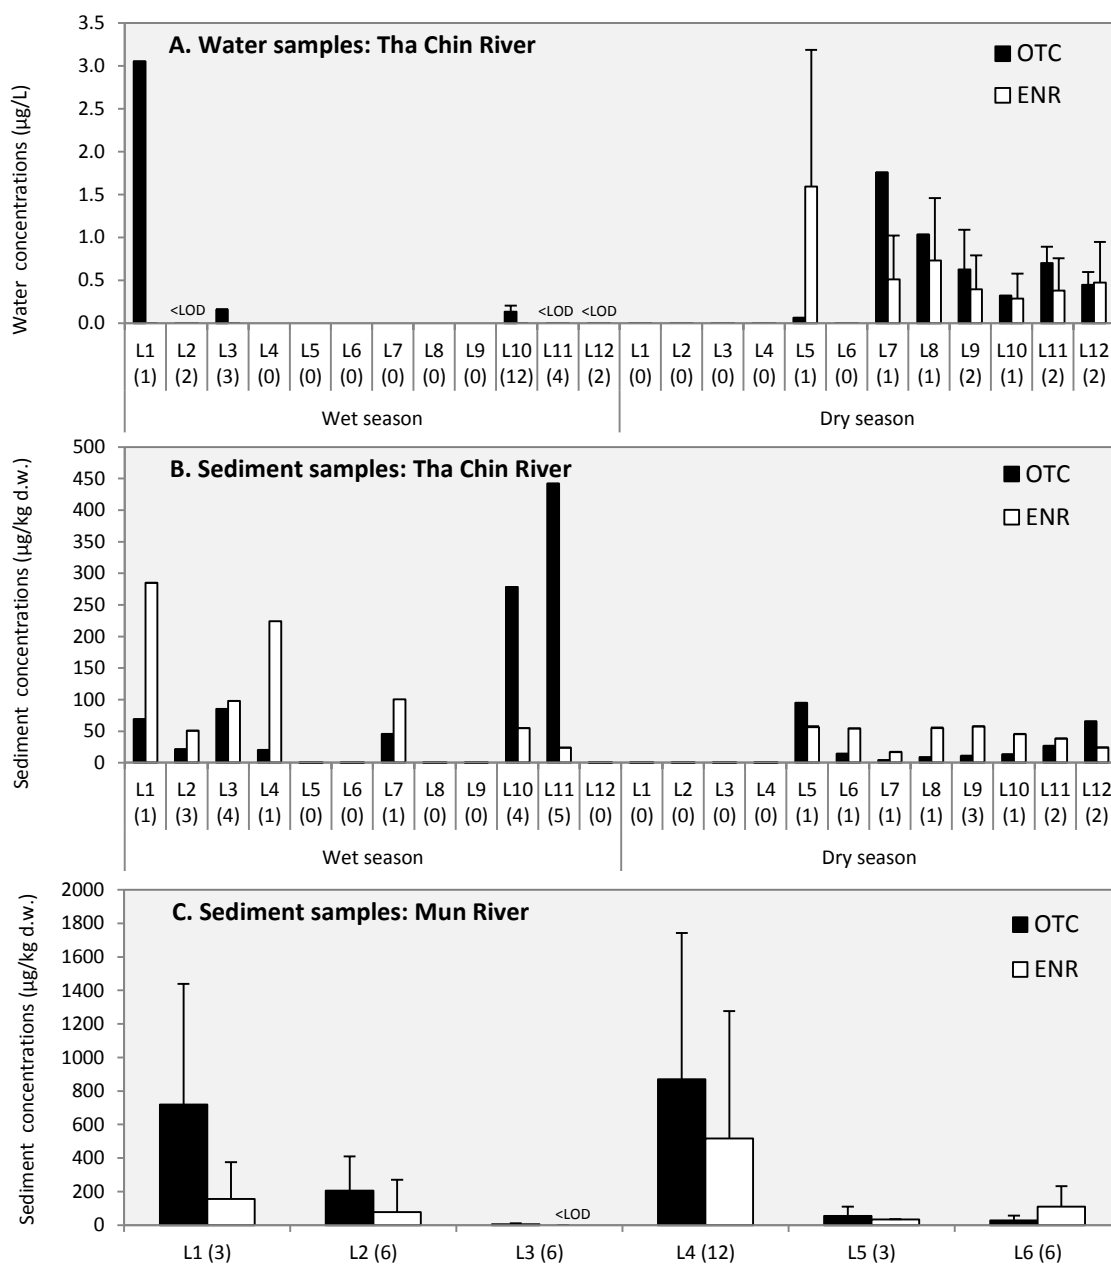 A. Water samples: Tha Chin River
OTC
ENR
Water concentrations (µg/L)
3.5
3.0
2.5
2.0
1.5
1.0
0.5
0.0
<LOD <LOD <LOD
L1 L2 L3 L4 L5 L6 L7 L8 L9 L10 L11 L12 L1 L2 L3 L4 L5 L6 L7 L8 L9 L10 L11 L12
(1) (2) (3) (0) (0) (0) (0) (0) (0) (12) (4) (2) (0) (0) (0) (0) (1) (0) (1) (1) (2) (1) (2) (2)
Wet season Dry season
B. Sediment samples: Tha Chin River
OTC
ENR
Sediment concentrations (µg/kg d.w.)
500
450
400
350
300
250
200
150
100
50
0
L1 L2 L3 L4 L5 L6 L7 L8 L9 L10 L11 L12 L1 L2 L3 L4 L5 L6 L7 L8 L9 L10 L11 L12
(1) (3) (4) (1) (0) (0) (1) (0) (0) (4) (5) (0) (0) (0) (0) (0) (1) (1) (1) (1) (3) (1) (2) (2)
Wet season Dry season
C. Sediment samples: Mun River
OTC
ENR
Sediment concentrations (µg/kg d.w.)
2000
1800
1600
1400
1200
1000
800
600
400
200
0
<LOD
L1 (3) L2 (6) L3 (6) L4 (12) L5 (3) L6 (6)